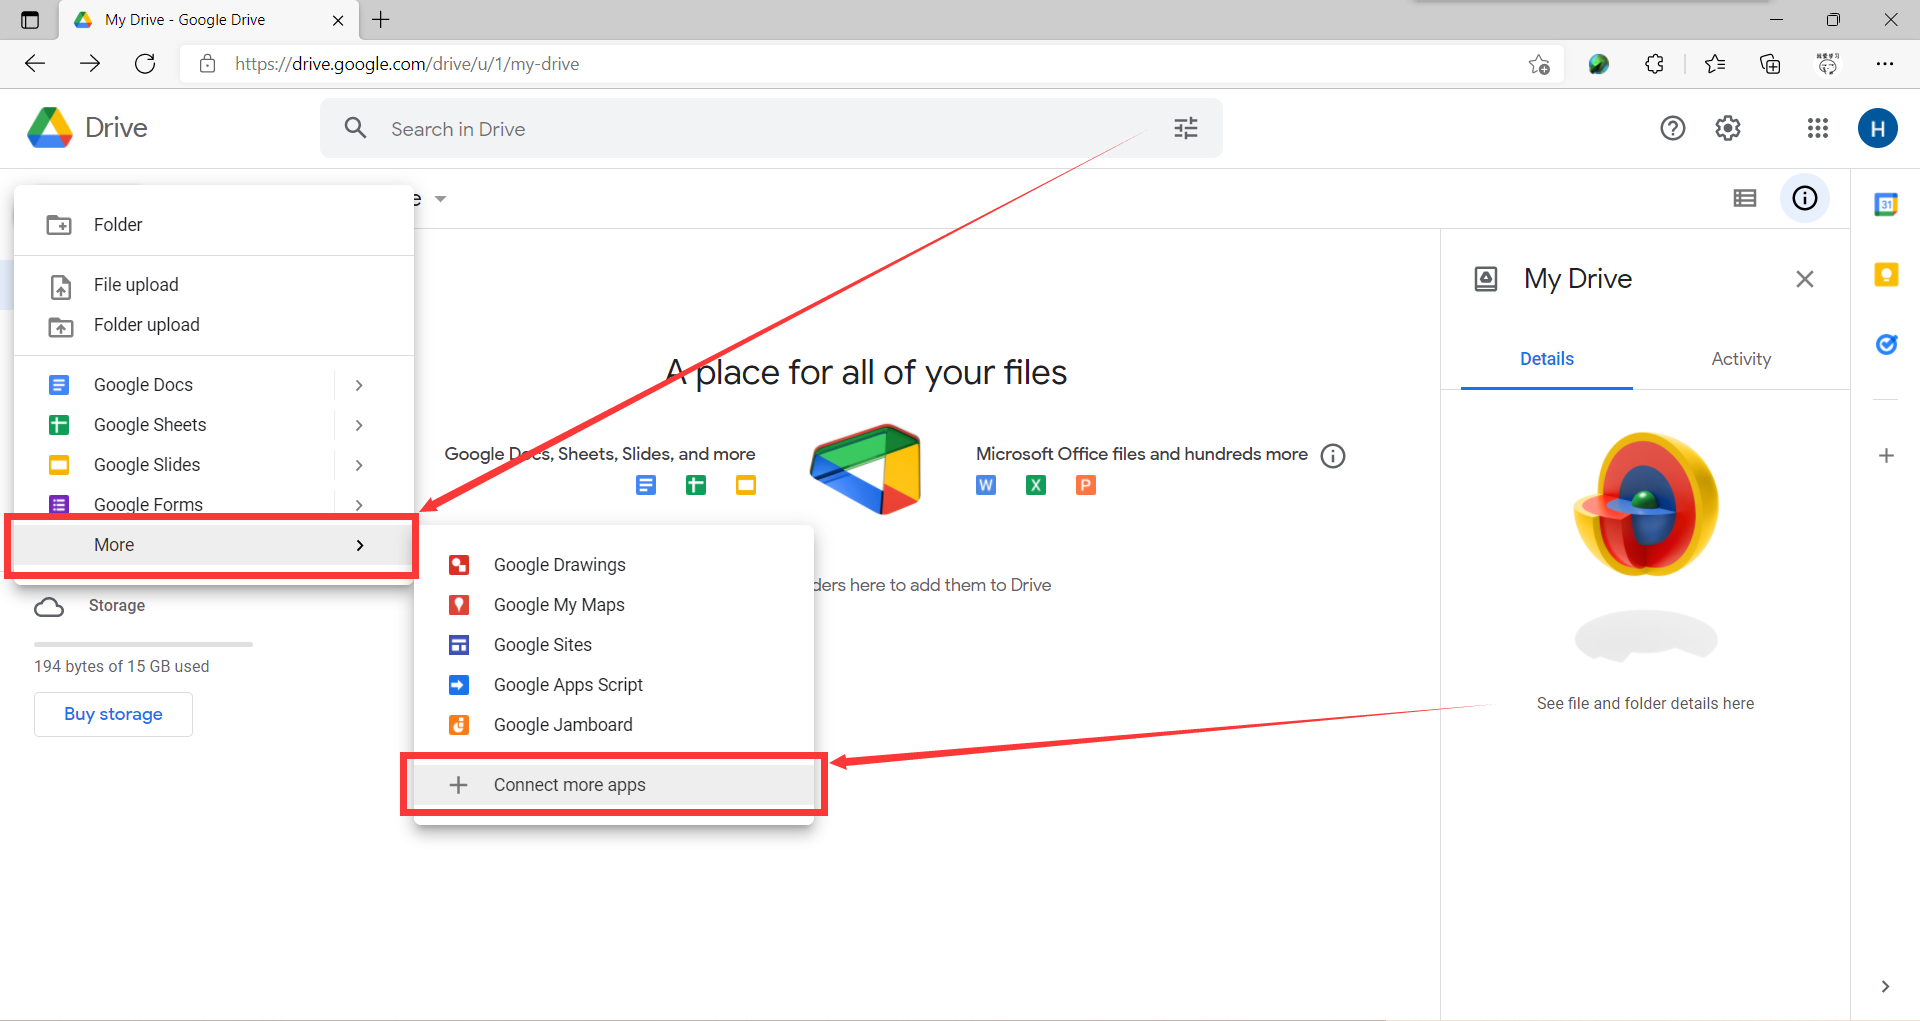 My Drive - Google Drive
https://drive.google.com/drive/u/1/my-drive
Drive
Search in Drive
H
e
Folder
File upload
Folder upload
Google Docs
Google Sheets
Google Slides
Google Forms
More
Storage
194 bytes of 15 GB used
Buy storage
A place for all of your files
Google Docs, Sheets, Slides, and more
Microsoft Office files and hundreds more
W X P
ders here to add them to Drive
Google Drawings
Google My Maps
Google Sites
Google Apps Script
Google Jamboard
Connect more apps
My Drive
Details
Activity
See file and folder details here
31